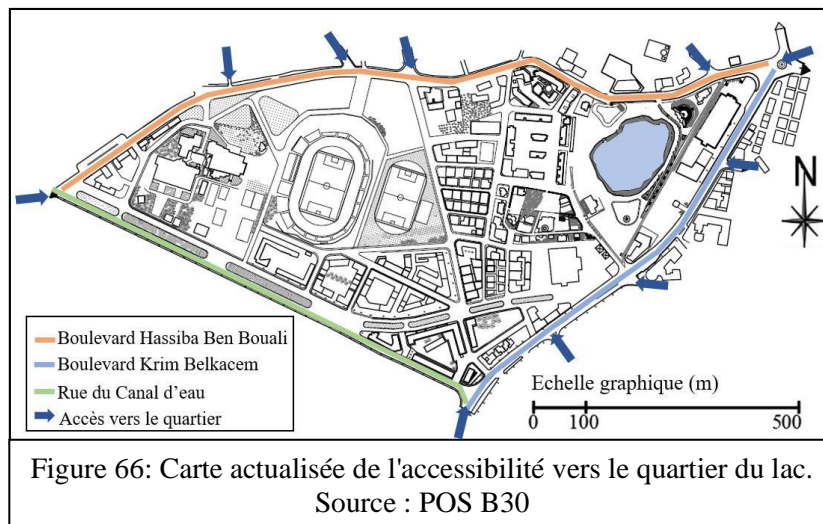 N
Boulevard Hassiba Ben Bouali
Boulevard Krim Belkacem
Rue du Canal d'eau
Accès vers le quartier
Echelle graphique (m)
0 100 500
Figure 66: Carte actualisée de l'accessibilité vers le quartier du lac.
Source : POS B30